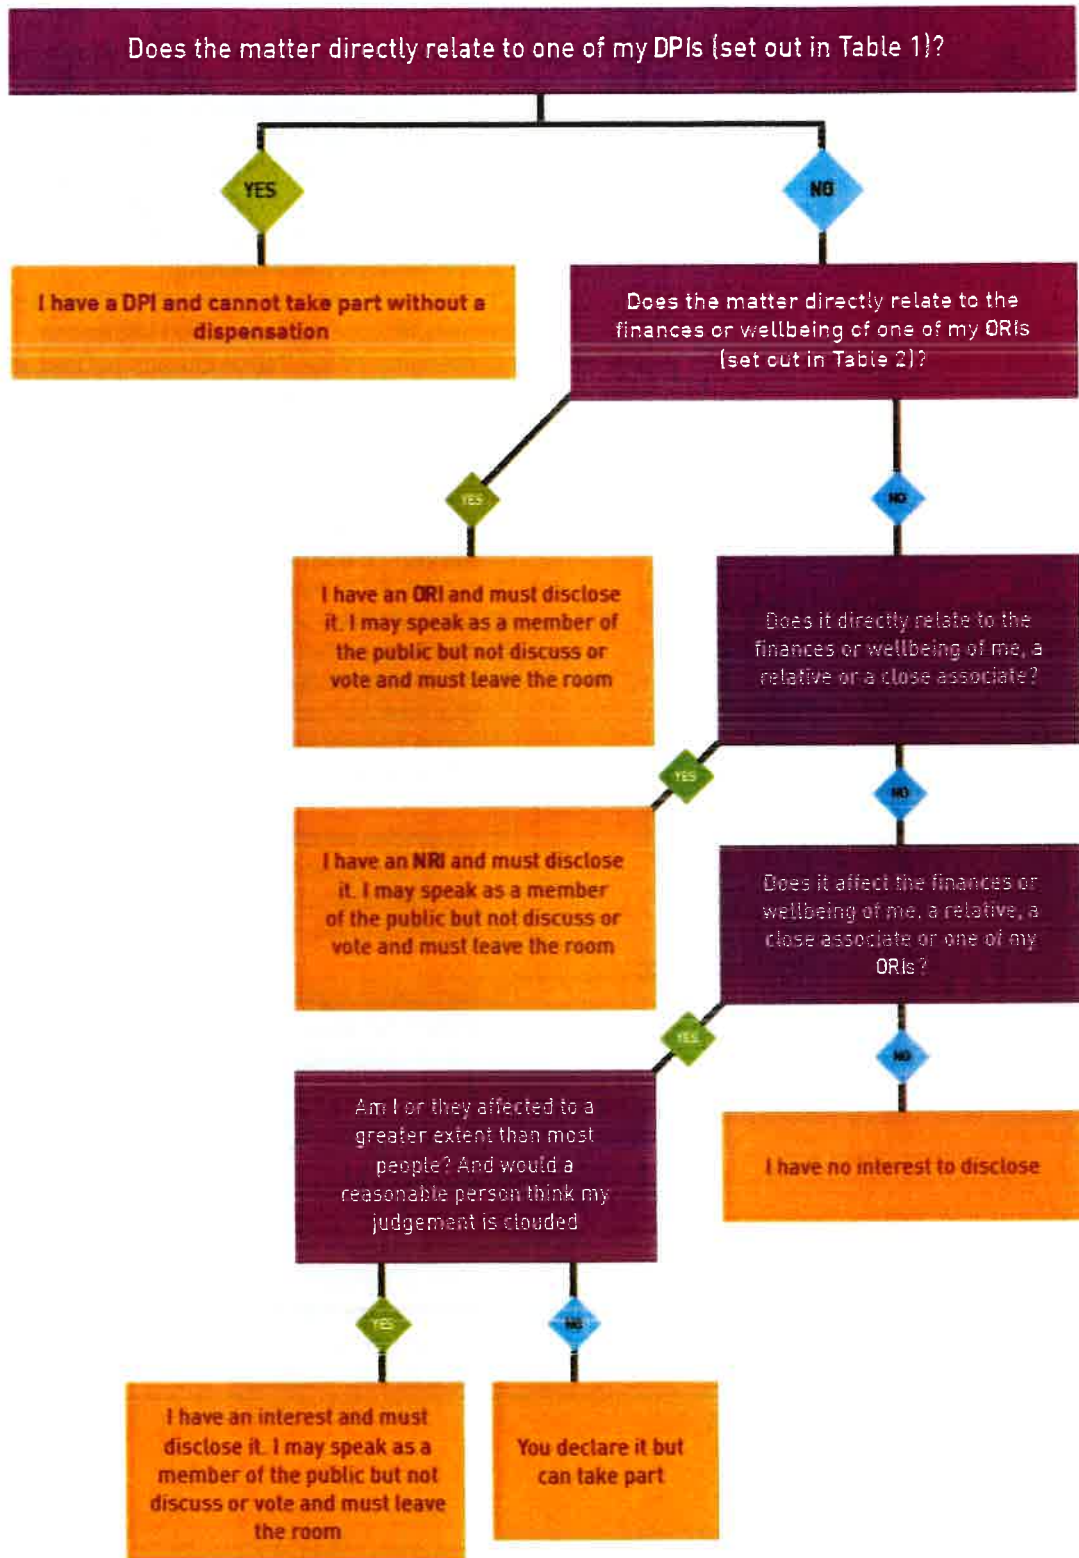 Does the matter directly relate to one of my DPIs (set out in Table 1)?
YES
NO
I have a DPI and cannot take part without a
dispensation
Does the matter directly relate to the
finances or wellbeing of one of my ORIs
(set out in Table 2)?
YES
NO
I have an ORI and must disclose
it. I may speak as a member of
the public but not discuss or
vote and must leave the room
Does it directly relate to the
finances or wellbeing of me, a
relative or a close associate?
YES
NO
I have an NRI and must disclose
it. I may speak as a member
of the public but not discuss or
vote and must leave the room
Does it affect the finances or
wellbeing of me, a relative, a
close associate or one of my
ORIs?
YES
NO
Am I or they affected to a
greater extent than most
people? And would a
reasonable person think my
judgement is clouded
I have no interest to disclose
YES
NO
I have an interest and must
disclose it. I may speak as a
member of the public but not
discuss or vote and must leave
the room
You declare it but
can take part